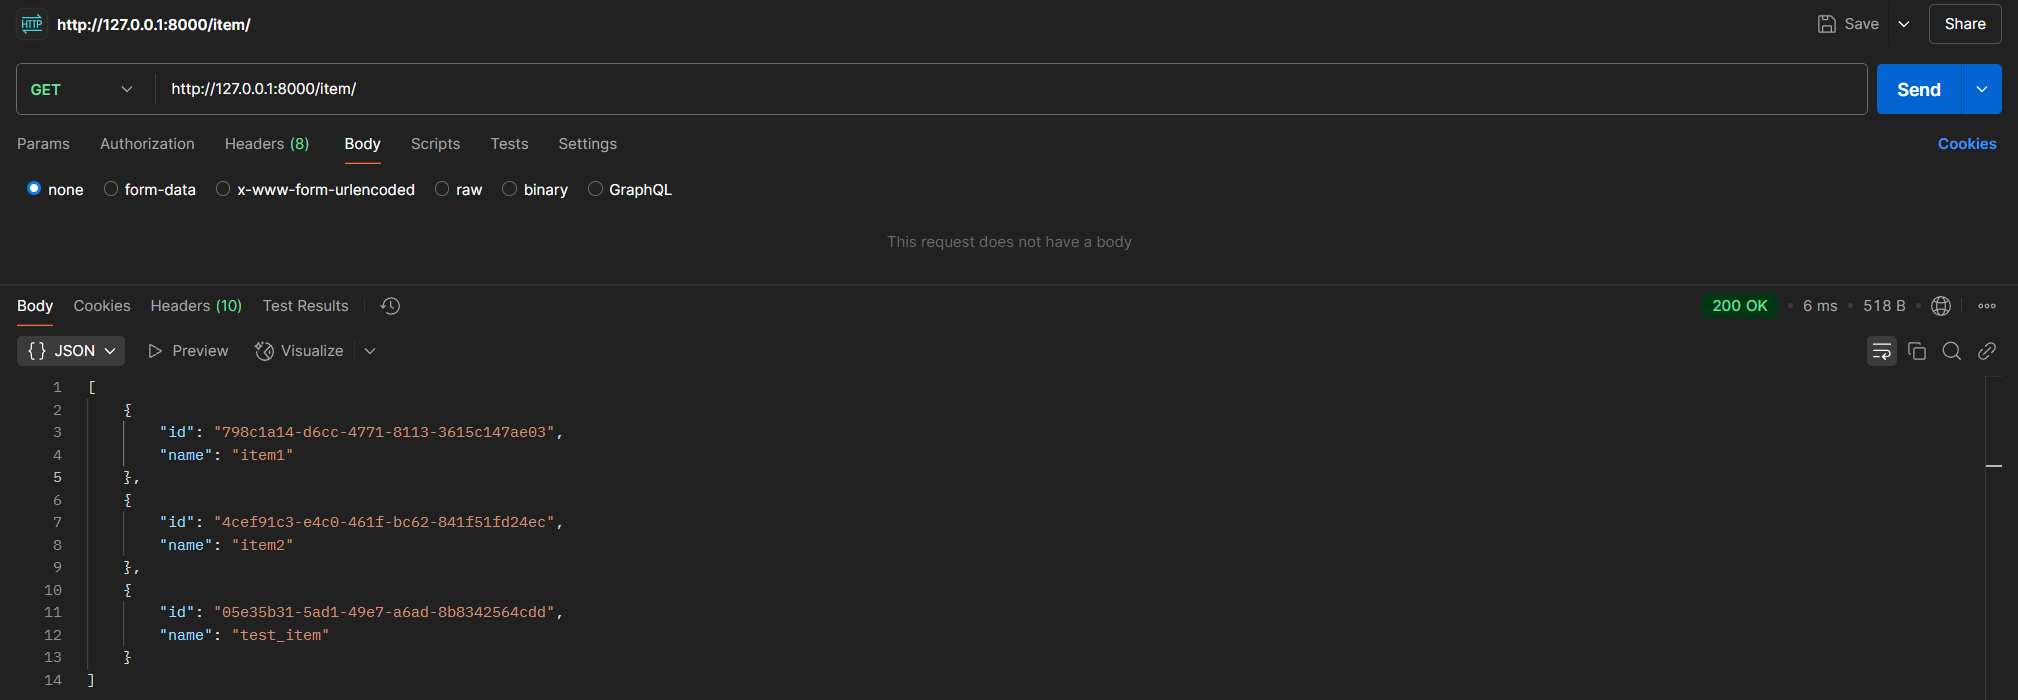 HTTP http://127.0.0.1:8000/item/ Save Share
GET http://127.0.0.1:8000/item/ Send
Params Authorization Headers (8) Body Scripts Tests Settings Cookies
none form-data x-www-form-urlencoded raw binary GraphQL
This request does not have a body
Body Cookies Headers (10) Test Results 200 OK • 6 ms • 518 B •
{} JSON Preview Visualize
1 [
2 {
3 "id": "798c1a14-d6cc-4771-8113-3615c147ae03",
4 "name": "item1"
5 },
6 {
7 "id": "4cef91c3-e4c0-461f-bc62-841f51fd24ec",
8 "name": "item2"
9 },
10 {
11 "id": "05e35b31-5ad1-49e7-a6ad-8b8342564cdd",
12 "name": "test_item"
13 }
14 ]